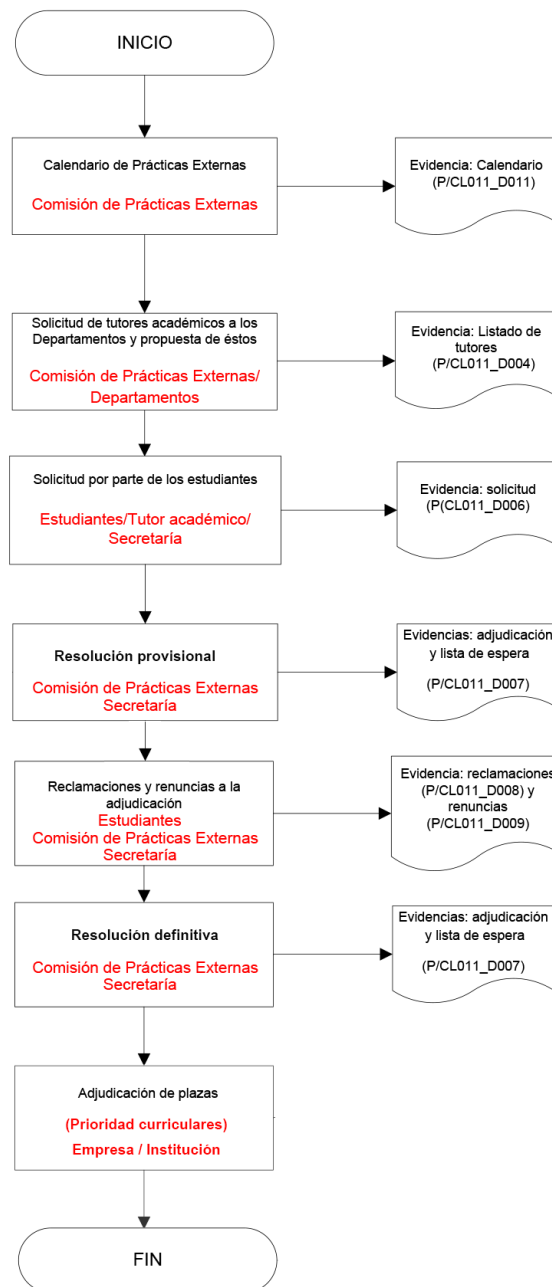 INICIO
Calendario de Prácticas Externas
Comisión de Prácticas Externas
Evidencia: Calendario
(P/CL011_D011)
Solicitud de tutores académicos a los
Departamentos y propuesta de éstos
Comisión de Prácticas Externas/
Departamentos
Evidencia: Listado de
tutores
(P/CL011_D004)
Solicitud por parte de los estudiantes
Estudiantes/Tutor académico/
Secretaría
Evidencia: solicitud
(P(CL011_D006)
Resolución provisional
Comisión de Prácticas Externas
Secretaría
Evidencias: adjudicación
y lista de espera
(P/CL011_D007)
Reclamaciones y renuncias a la
adjudicación
Estudiantes
Comisión de Prácticas Externas
Secretaría
Evidencia: reclamaciones
(P/CL011_D008) y
renuncias
(P/CL011_D009)
Resolución definitiva
Comisión de Prácticas Externas
Secretaría
Evidencias: adjudicación
y lista de espera
(P/CL011_D007)
Adjudicación de plazas
(Prioridad curriculares)
Empresa / Institución
FIN